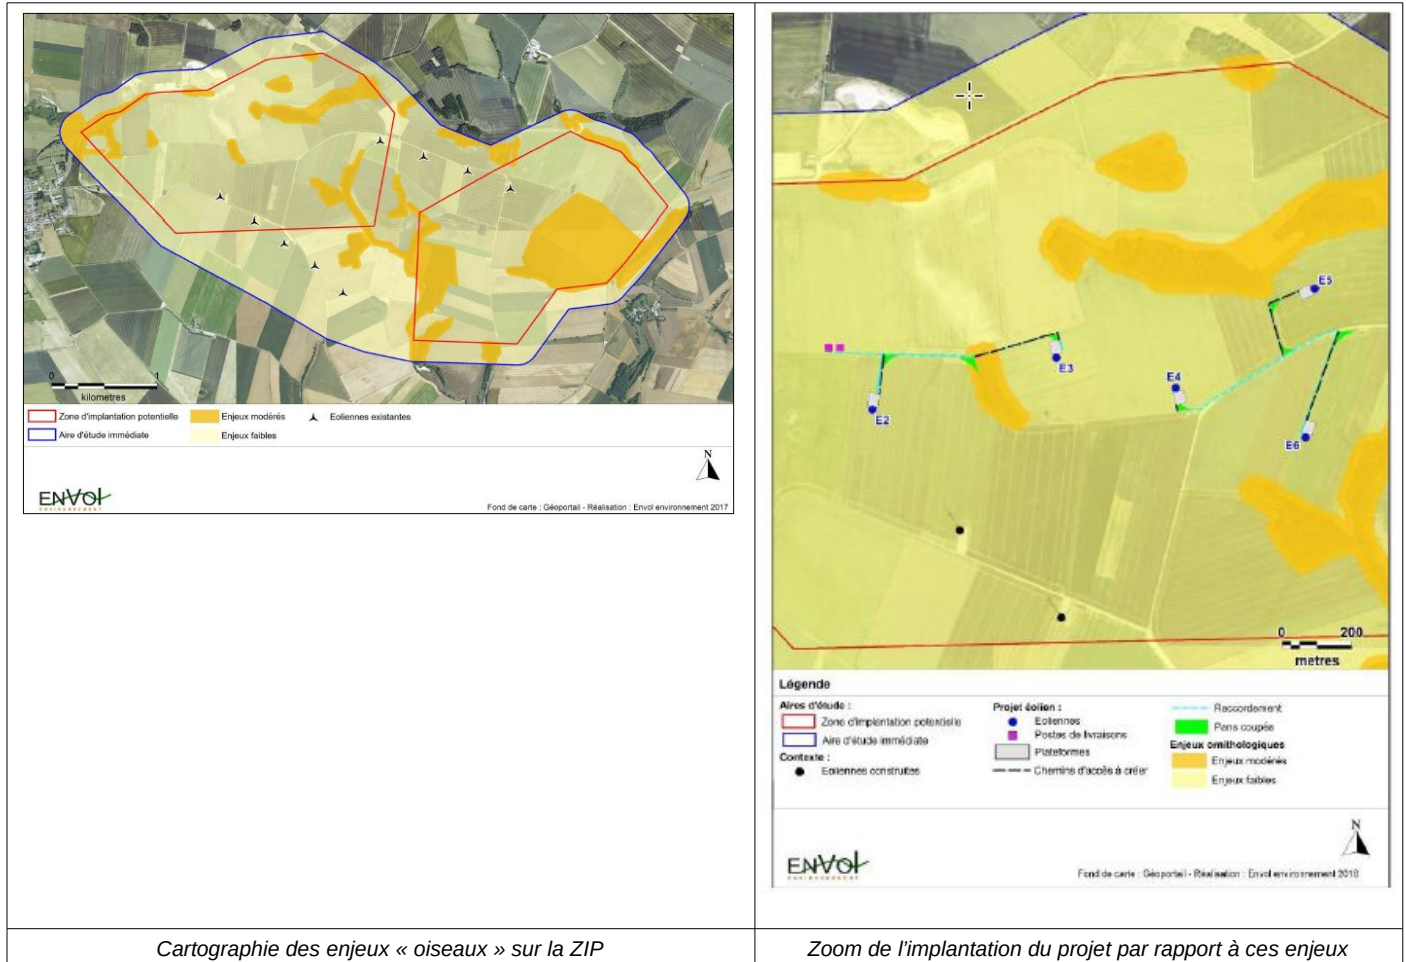 0 1
kilometres
Zone d'implantation potentielle
Enjeux modérés
Eoliennes existantes
Aire d'étude immédiate
Enjeux faibles
N
ENVOI
ENVIRONNEMENT
Fond de carte : Géoportail - Réalisation : Envol environnement 2017
Cartographie des enjeux « oiseaux » sur la ZIP
E5
E3
E4
E2
E6
0 200
metres
Légende
Aires d'étude :
Zone d'implantation potentielle
Aire d'étude immédiate
Contexte :
Eoliennes construites
Projet éolien :
Eoliennes
Postes de livraisons
Plateformes
Chemins d'accès à créer
Raccordement
Pans coupés
Enjeux ornithologiques
Enjeux modérés
Enjeux faibles
N
ENVOI
ENVIRONNEMENT
Fond de carte : Géoportail - Réalisation : Envol environnement 2018
Zoom de l'implantation du projet par rapport à ces enjeux